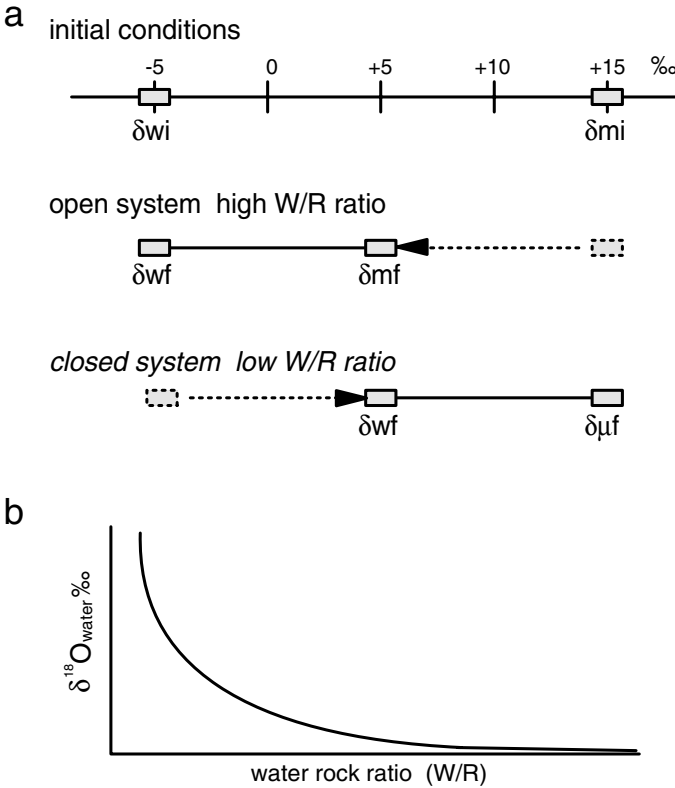 a
initial conditions
-5 0 +5 +10 +15 ‰
δwi δmi
open system high W/R ratio
δwf δmf
closed system low W/R ratio
δwf δμf
b
δ¹⁸Owater‰
water rock ratio (W/R)